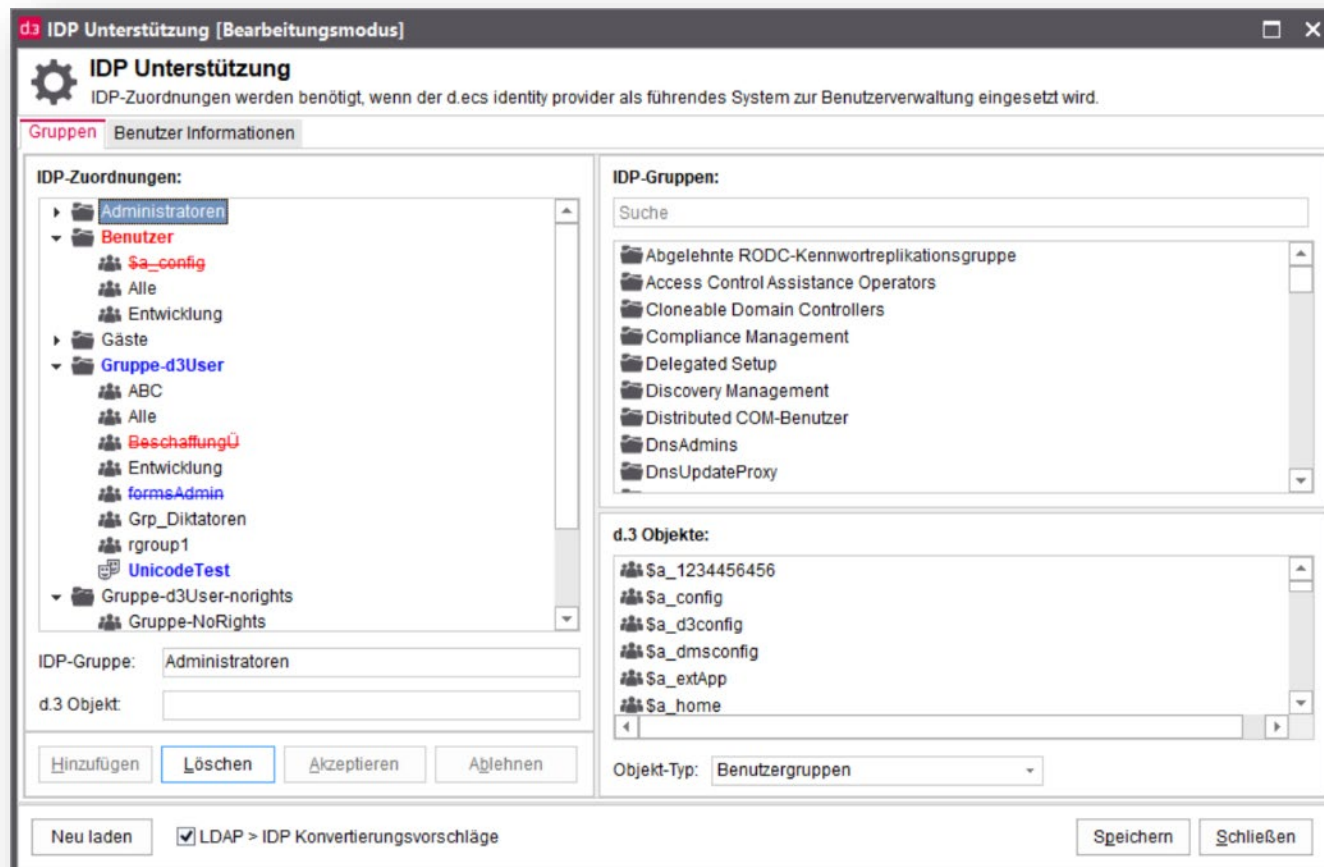 d.3 IDP Unterstützung [Bearbeitungsmodus]
IDP Unterstützung
IDP-Zuordnungen werden benötigt, wenn der d.ecs identity provider als führendes System zur Benutzerverwaltung eingesetzt wird.
Gruppen Benutzer Informationen
IDP-Zuordnungen:
Administratoren
Benutzer
$a_config
Alle
Entwicklung
Gäste
Gruppe-d3User
ABC
Alle
BeschaffungÜ
Entwicklung
formsAdmin
Grp_Diktatoren
rgroup1
UnicodeTest
Gruppe-d3User-norights
Gruppe-NoRights
IDP-Gruppe: Administratoren
d.3 Objekt:
Hinzufügen Löschen Akzeptieren Ablehnen
IDP-Gruppen:
Suche
Abgelehnte RODC-Kennwortreplikationsgruppe
Access Control Assistance Operators
Cloneable Domain Controllers
Compliance Management
Delegated Setup
Discovery Management
Distributed COM-Benutzer
DnsAdmins
DnsUpdateProxy
d.3 Objekte:
$a_1234456456
$a_config
$a_d3config
$a_dmsconfig
$a_extApp
$a_home
Objekt-Typ: Benutzergruppen
Neu laden LDAP > IDP Konvertierungsvorschläge Speichern Schließen